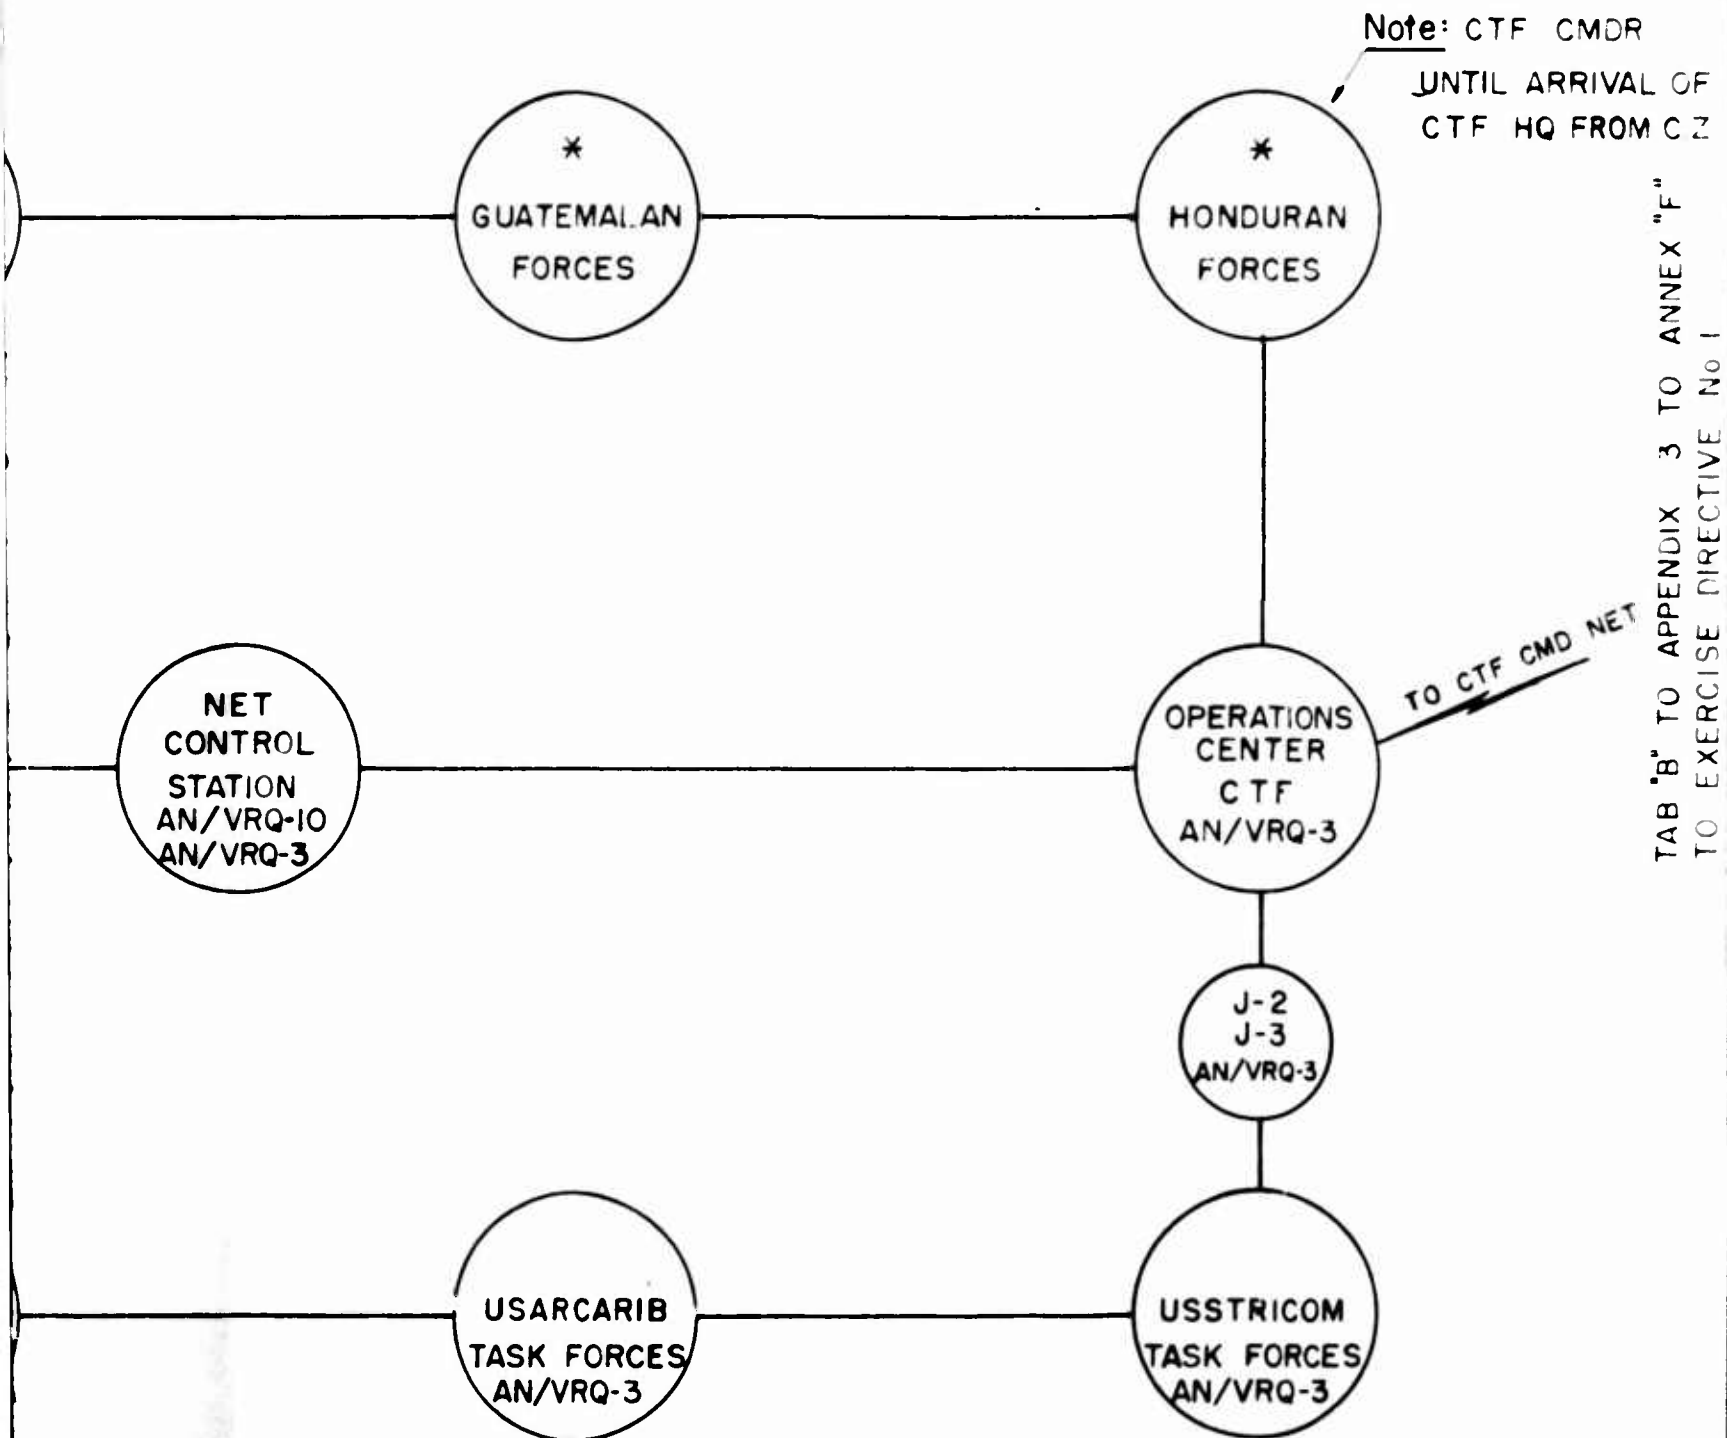 Note: CTF CMDR
UNTIL ARRIVAL OF
CTF HQ FROM CZ
*
GUATEMALAN
FORCES
*
HONDURAN
FORCES
TAB "B" TO APPENDIX 3 TO ANNEX "F"
TO EXERCISE DIRECTIVE No 1
NET
CONTROL
STATION
AN/VRQ-10
AN/VRQ-3
OPERATIONS
CENTER
CTF
AN/VRQ-3
TO CTF CMD NET
J-2
J-3
AN/VRQ-3
USARCARIB
TASK FORCES
AN/VRQ-3
USSTRICOM
TASK FORCES
AN/VRQ-3